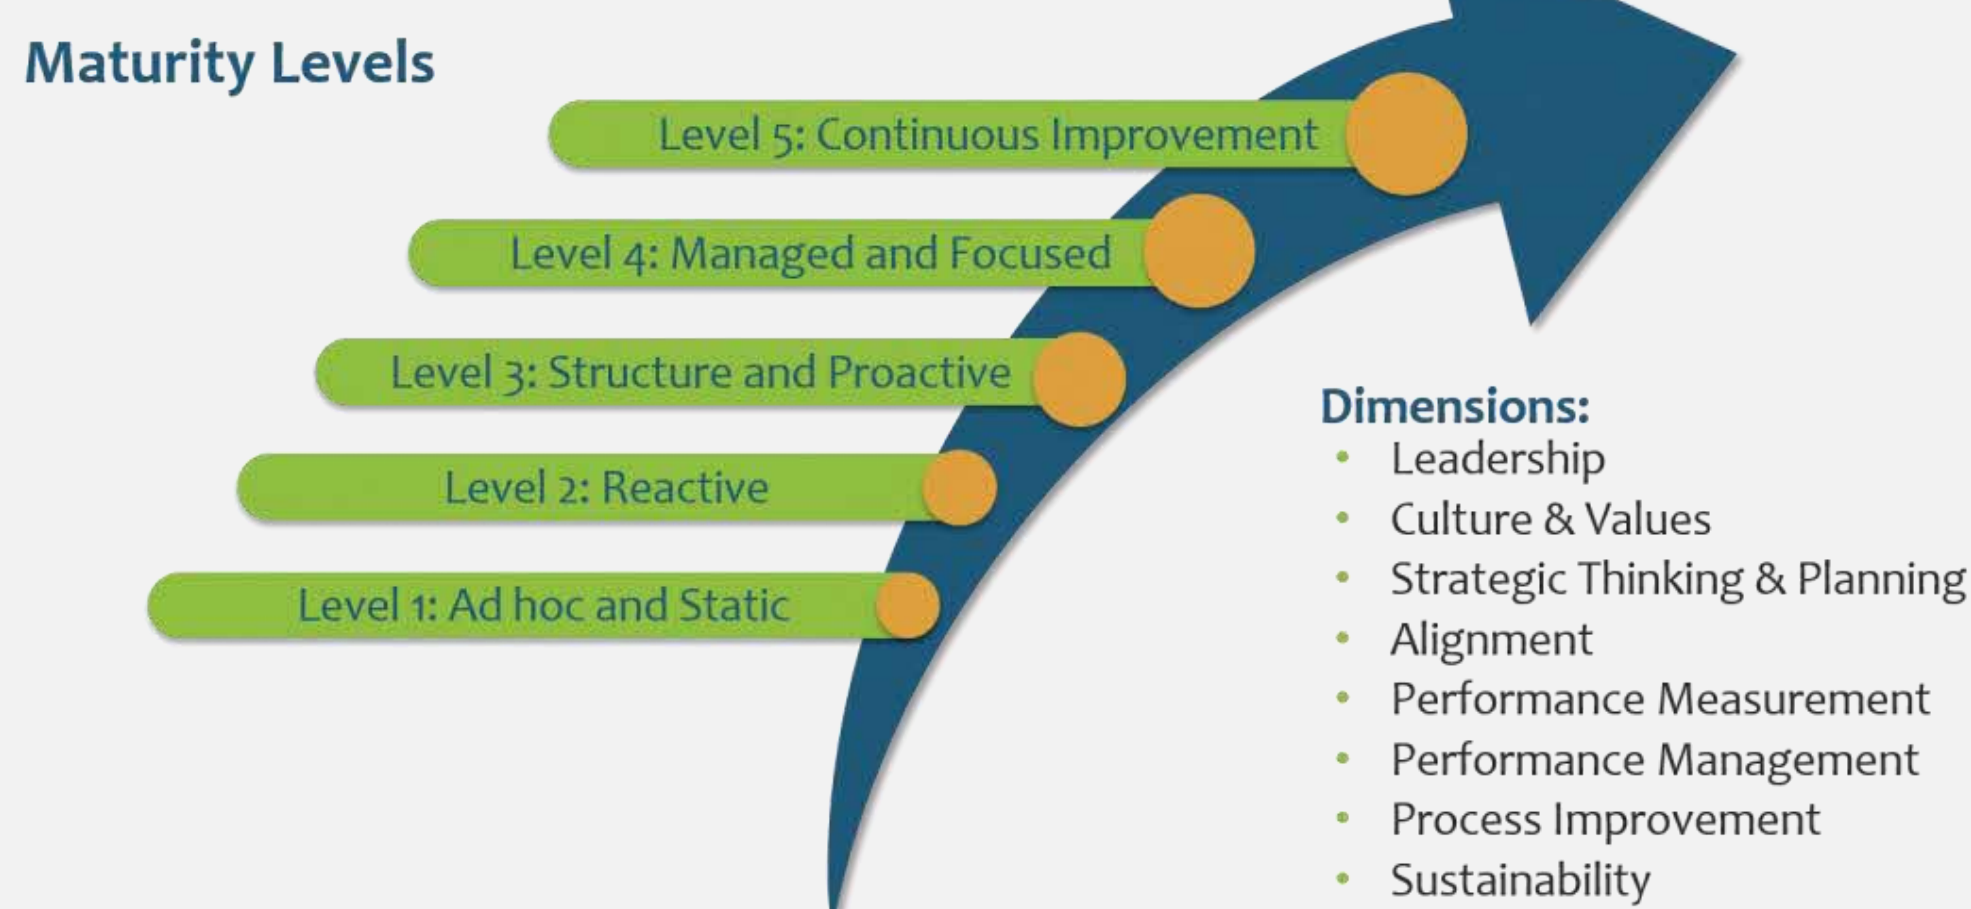 Maturity Levels
Level 5: Continuous Improvement
Level 4: Managed and Focused
Level 3: Structure and Proactive
Level 2: Reactive
Level 1: Ad hoc and Static
Dimensions:
• Leadership
• Culture & Values
• Strategic Thinking & Planning
• Alignment
• Performance Measurement
• Performance Management
• Process Improvement
• Sustainability